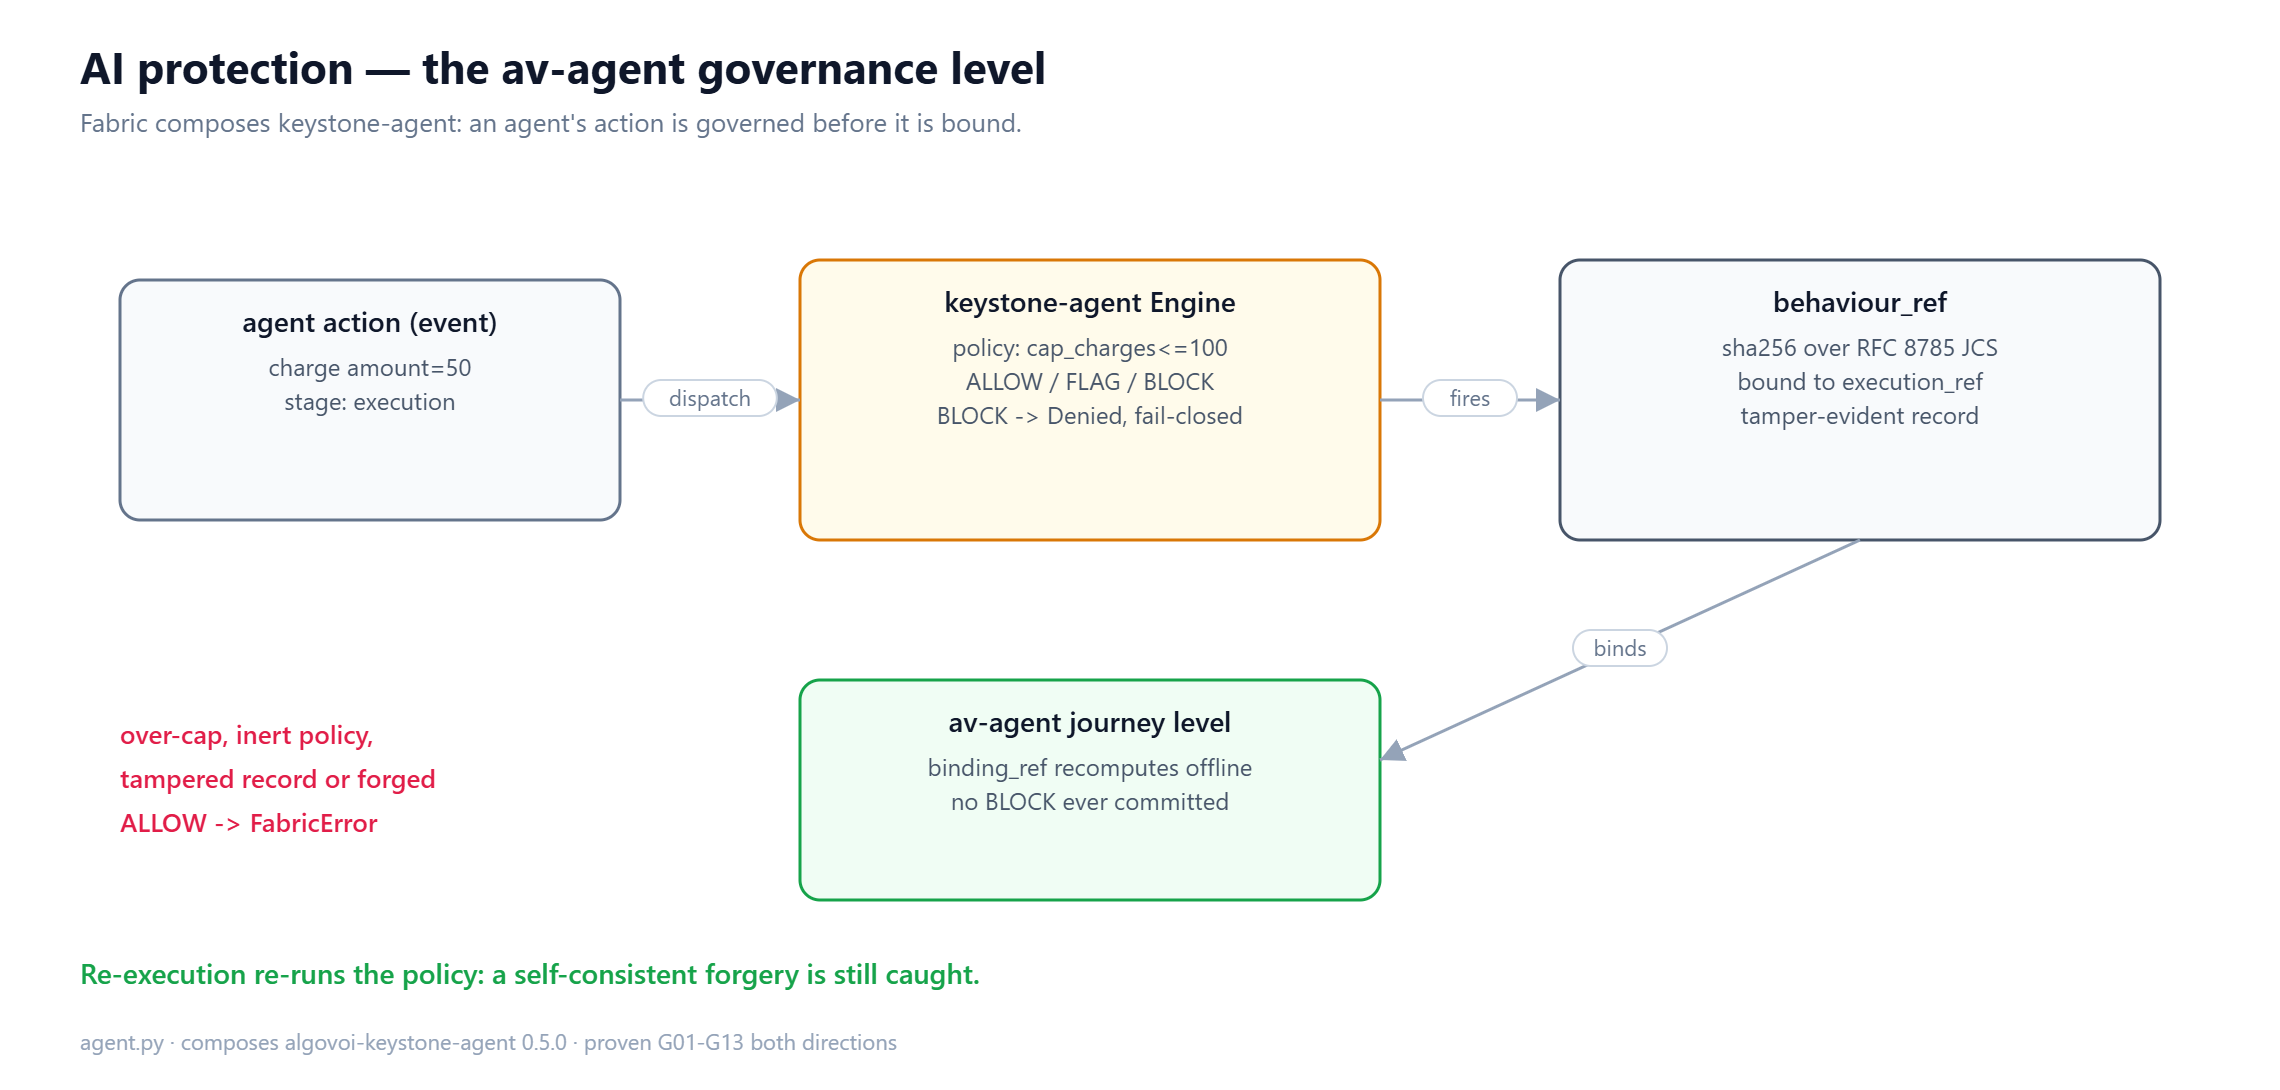 AI protection — the av-agent governance level
Fabric composes keystone-agent: an agent's action is governed before it is bound.
agent action (event)
charge amount=50
stage: execution
dispatch
keystone-agent Engine
policy: cap_charges<=100
ALLOW / FLAG / BLOCK
BLOCK -> Denied, fail-closed
fires
behaviour_ref
sha256 over RFC 8785 JCS
bound to execution_ref
tamper-evident record
binds
av-agent journey level
binding_ref recomputes offline
no BLOCK ever committed
over-cap, inert policy,
tampered record or forged
ALLOW -> FabricError
Re-execution re-runs the policy: a self-consistent forgery is still caught.
agent.py · composes algovoi-keystone-agent 0.5.0 · proven G01-G13 both directions